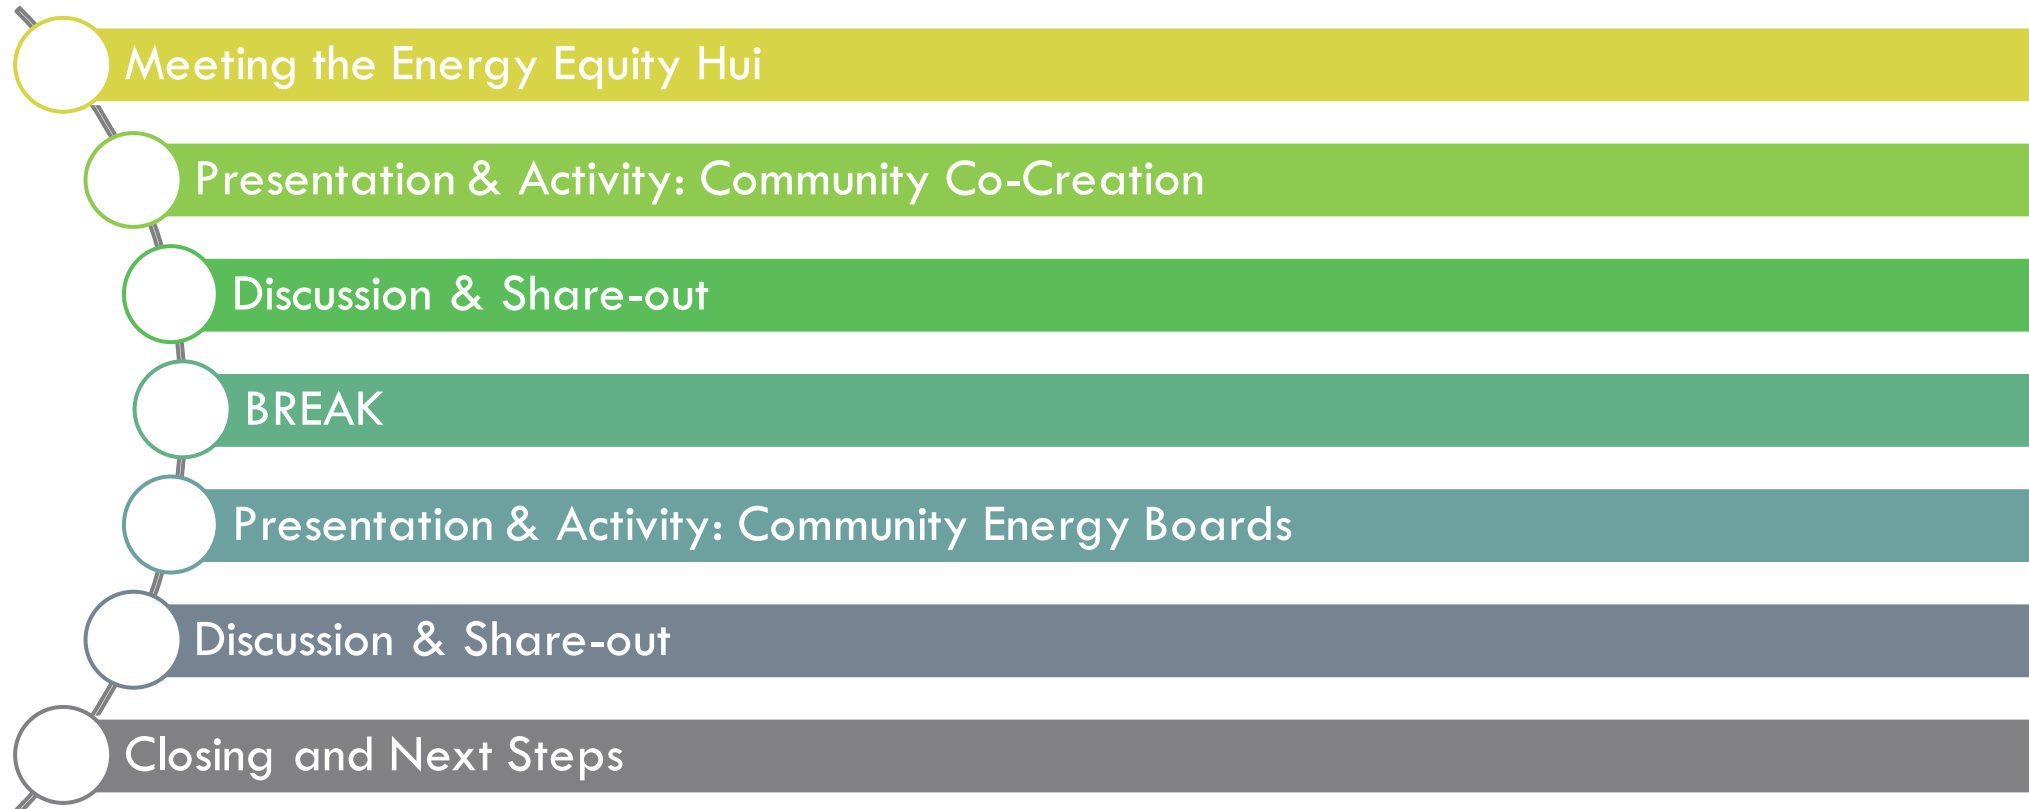 Meeting the Energy Equity Hui
Presentation & Activity: Community Co-Creation
Discussion & Share-out
BREAK
Presentation & Activity: Community Energy Boards
Discussion & Share-out
Closing and Next Steps